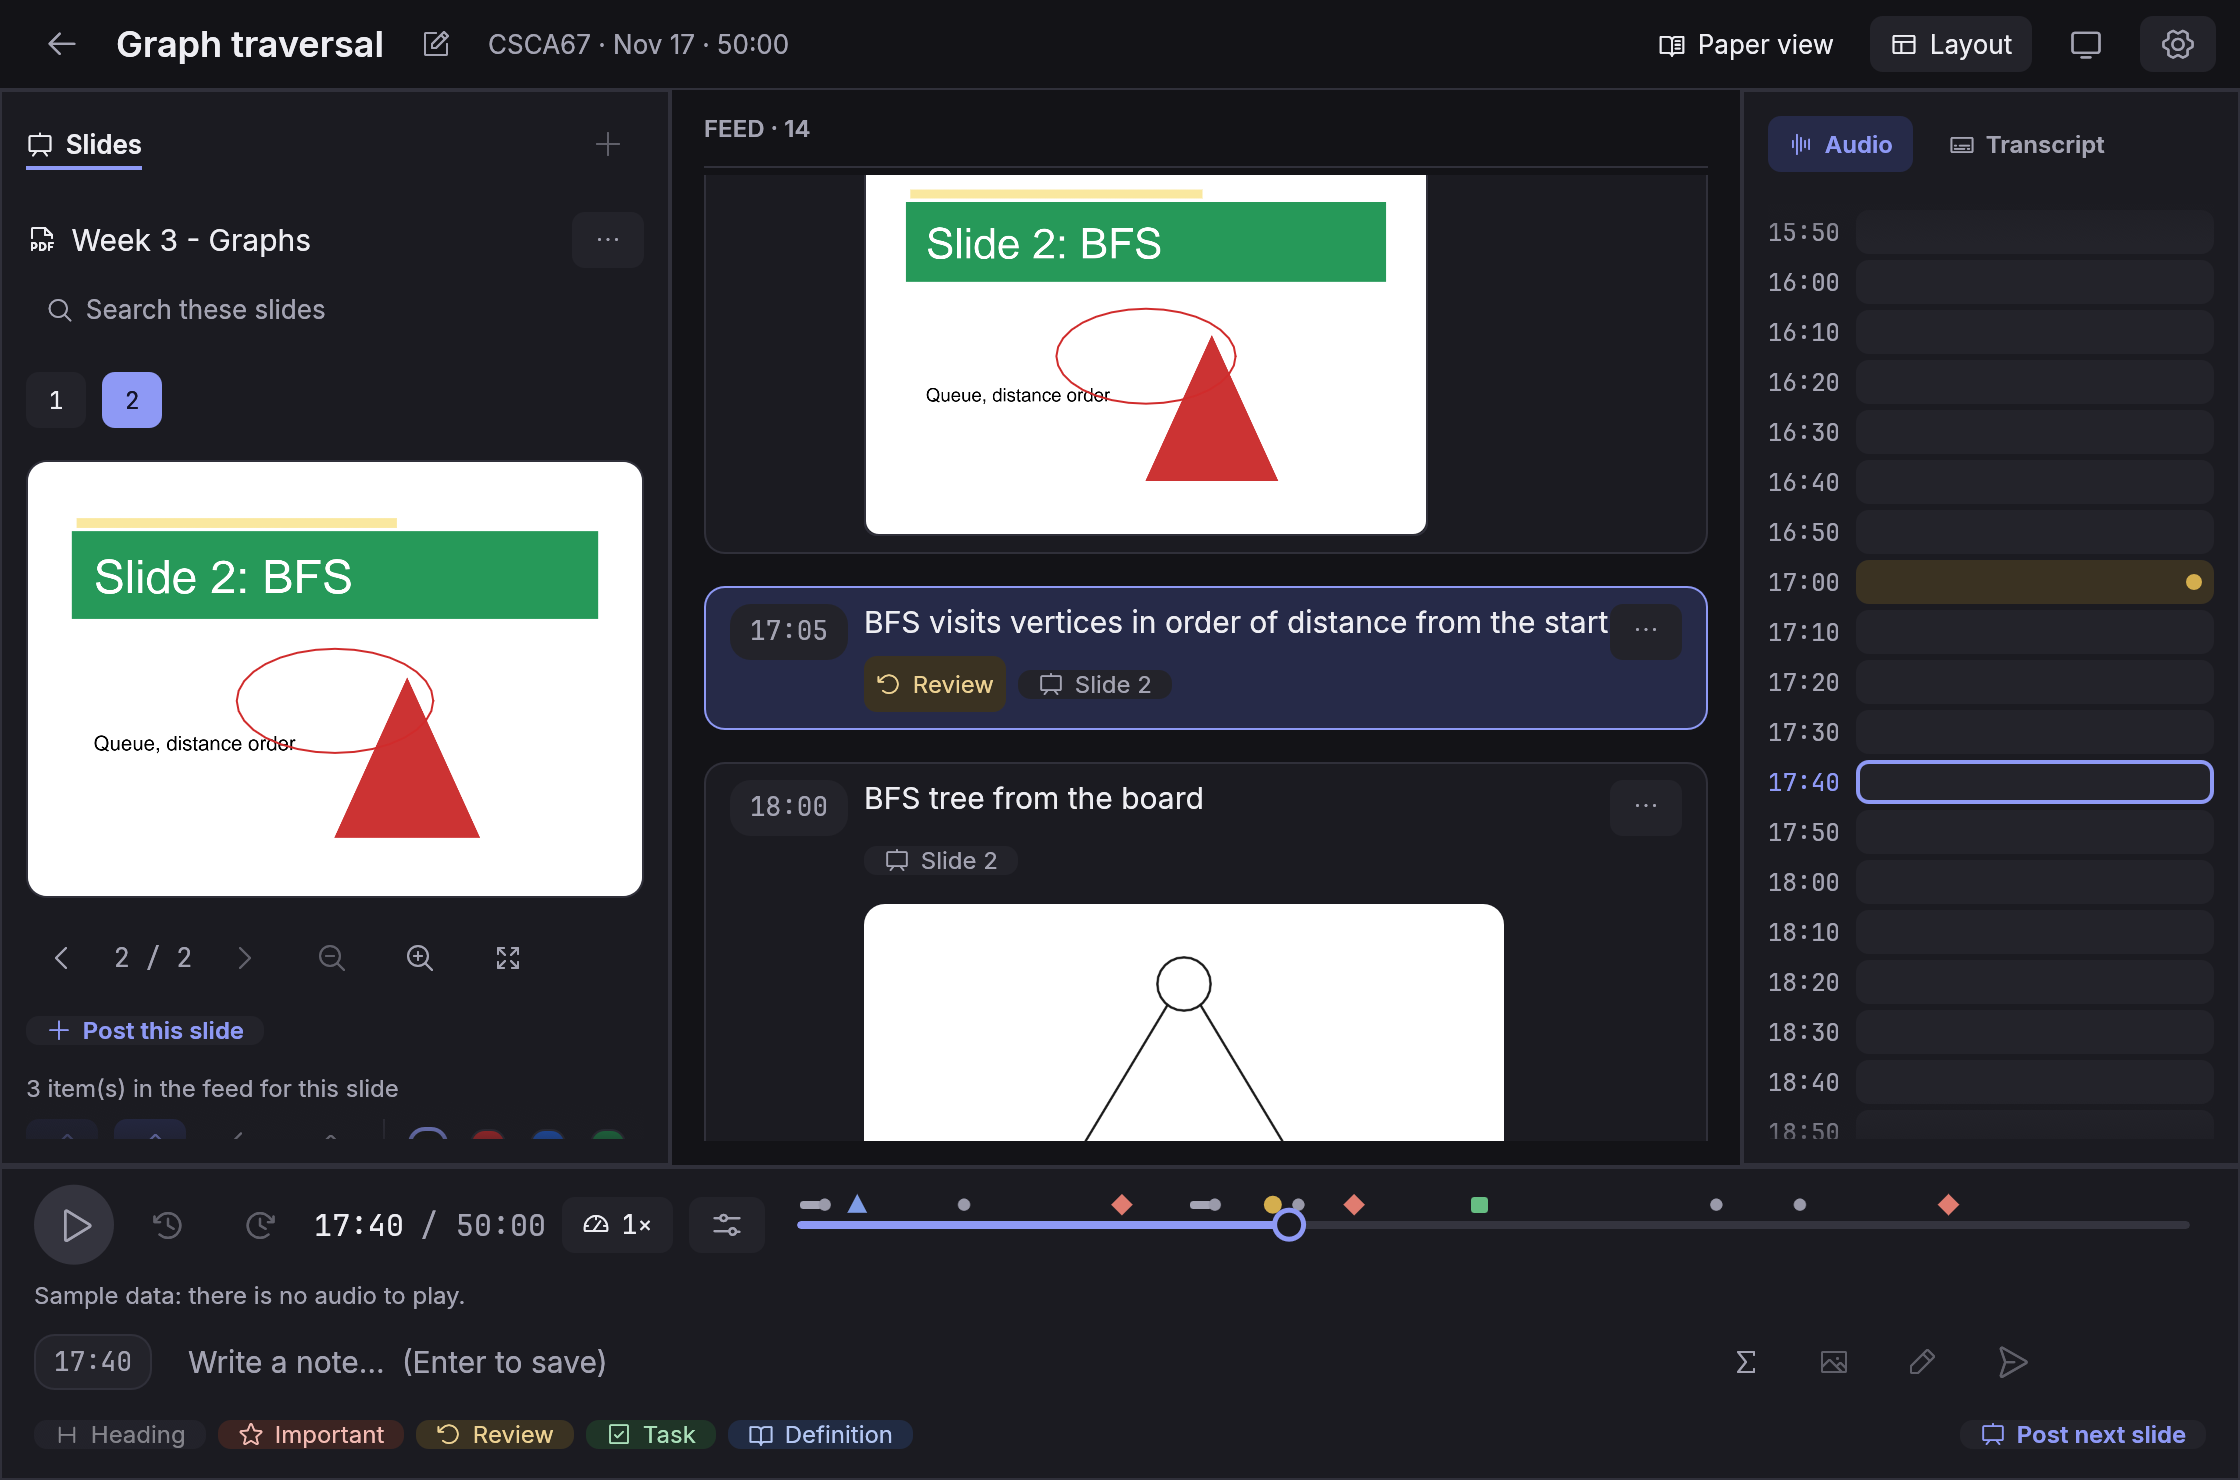 Graph traversal
CSCA67 · Nov 17 · 50:00
Paper view
Layout
Slides
PDF
Week 3 - Graphs
...
Search these slides
1
2
Slide 2: BFS
Queue, distance order
2 / 2
Post this slide
3 item(s) in the feed for this slide
FEED · 14
Slide 2: BFS
Queue, distance order
17:05
BFS visits vertices in order of distance from the start
...
Review
Slide 2
18:00
BFS tree from the board
...
Slide 2
Audio
Transcript
15:50
16:00
16:10
16:20
16:30
16:40
16:50
17:00
17:10
17:20
17:30
17:40
17:50
18:00
18:10
18:20
18:30
18:40
18:50
17:40 / 50:00
1×
Sample data: there is no audio to play.
17:40
Write a note... (Enter to save)
Σ
H Heading
Important
Review
Task
Definition
Post next slide